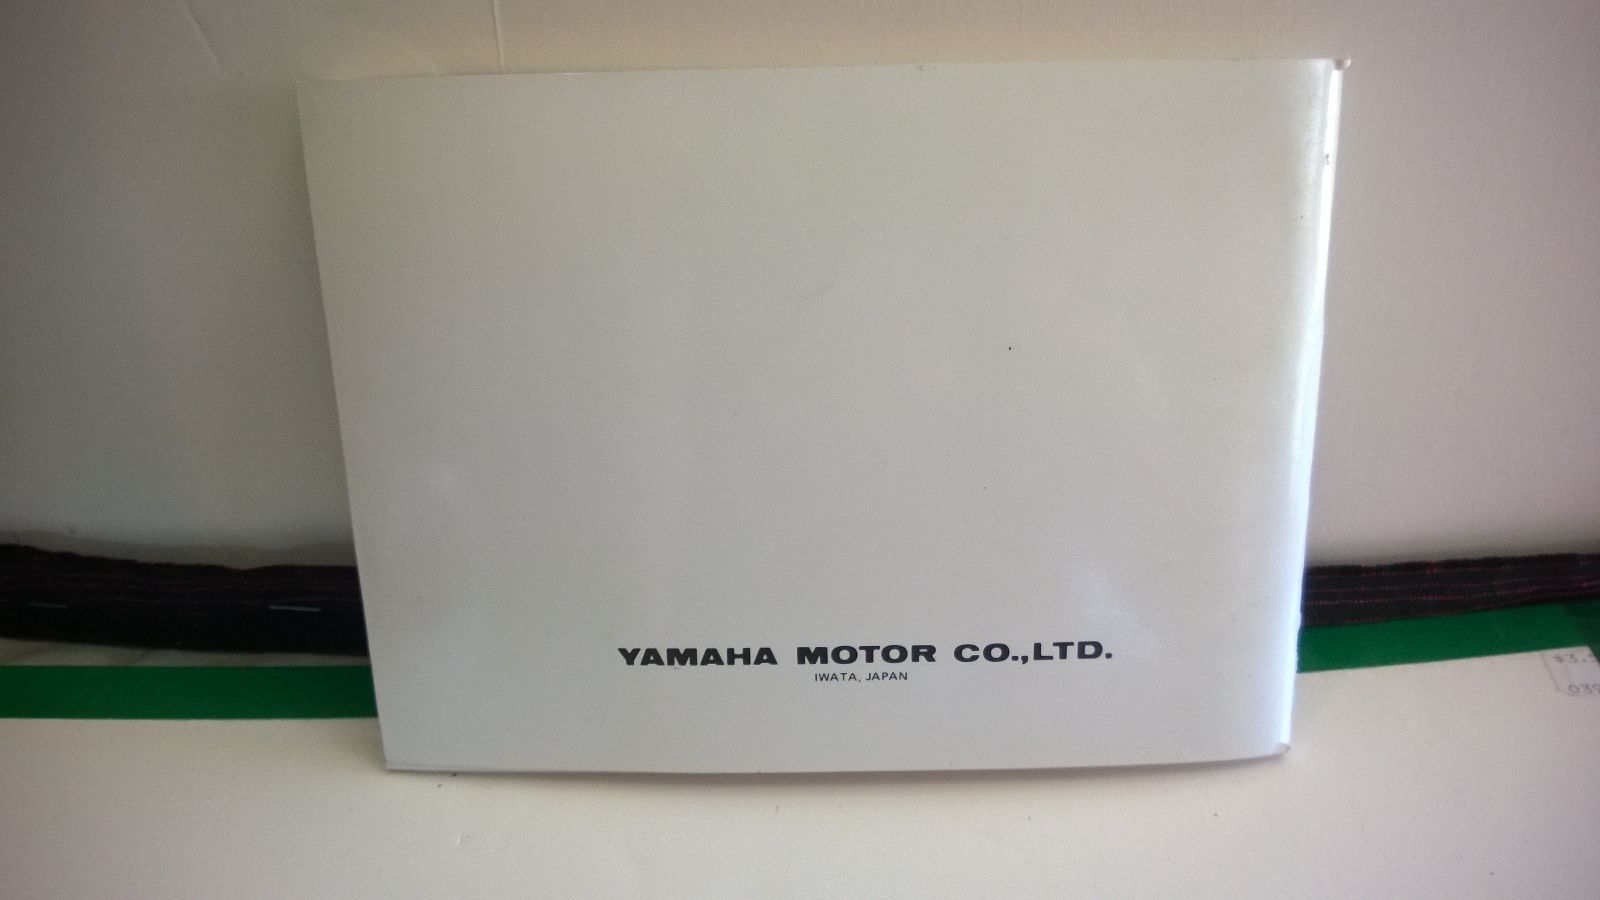 YAMAHA MOTOR CO.,LTD.
IWATA, JAPAN